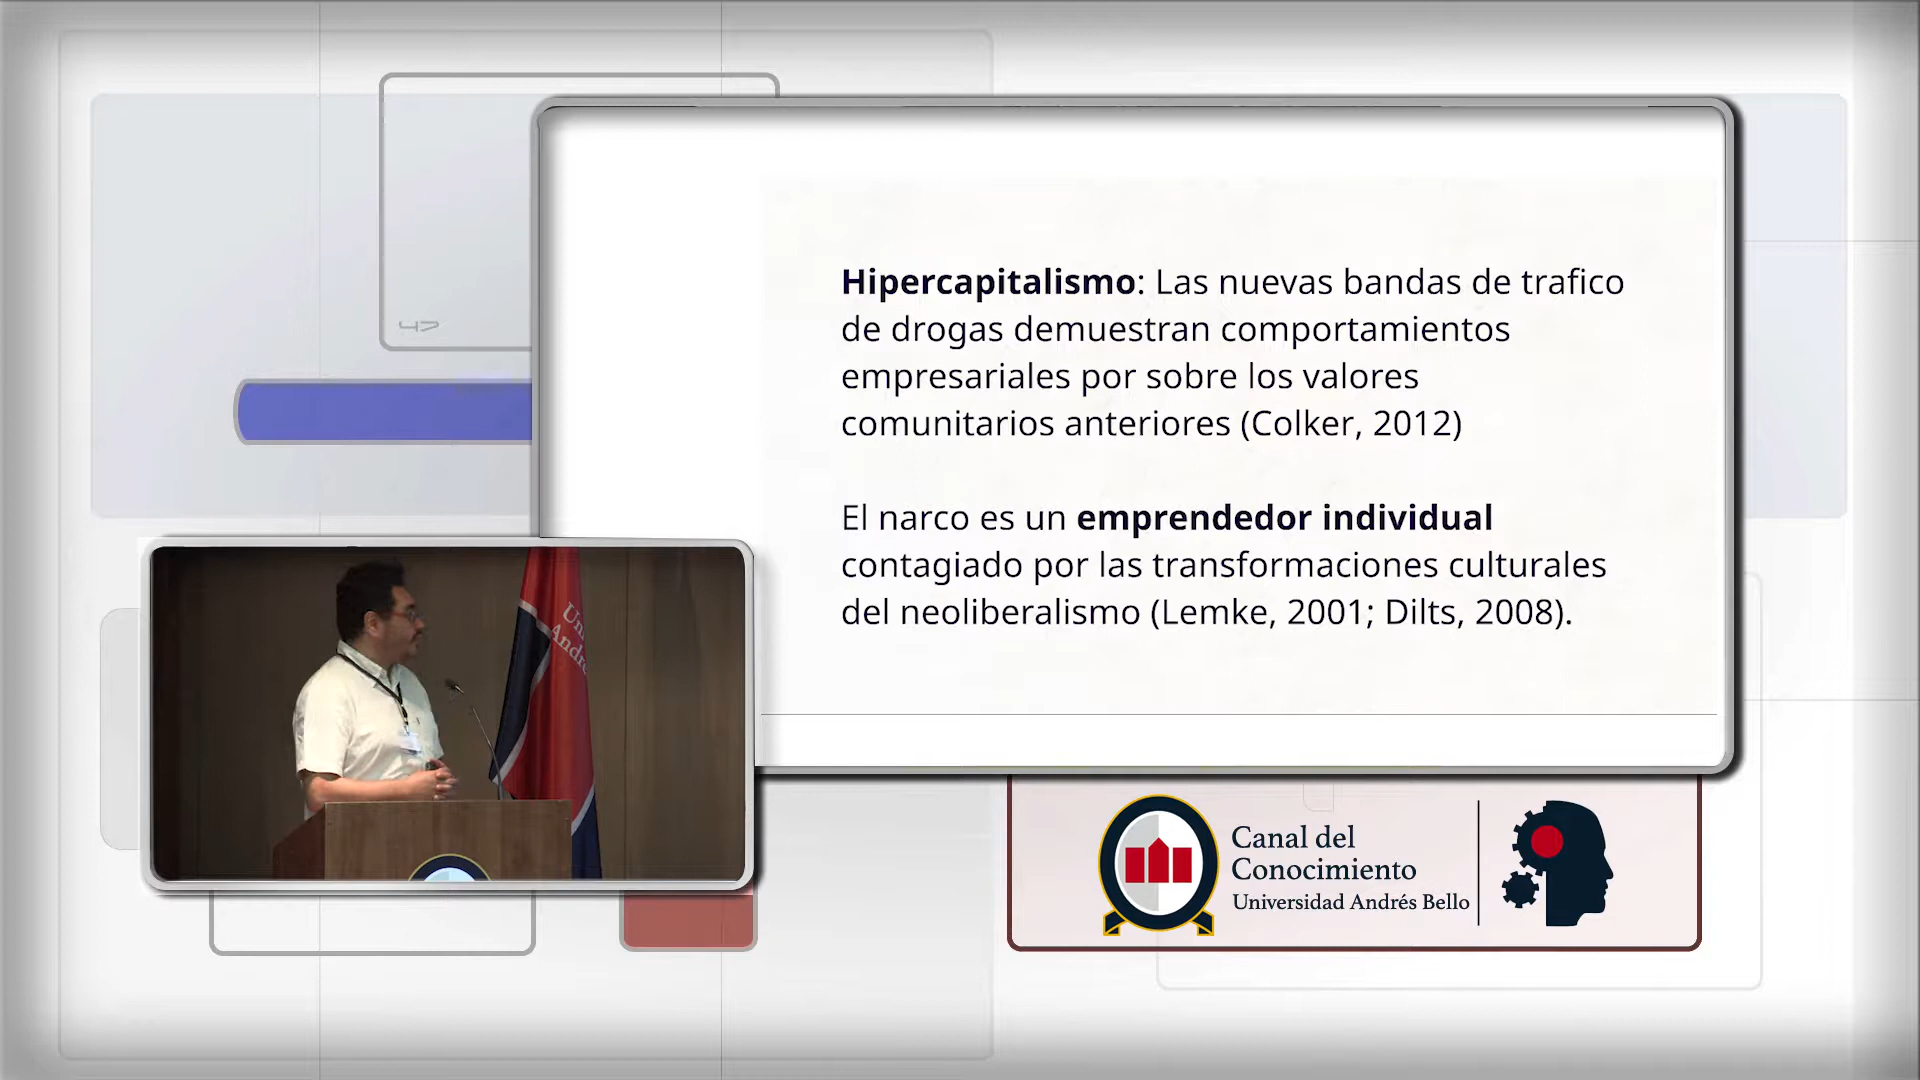 Hipercapitalismo: Las nuevas bandas de trafico
de drogas demuestran comportamientos
empresariales por sobre los valores
comunitarios anteriores (Colker, 2012)
El narco es un emprendedor individual
contagiado por las transformaciones culturales
del neoliberalismo (Lemke, 2001; Dilts, 2008).
Canal del
Conocimiento
Universidad Andrés Bello